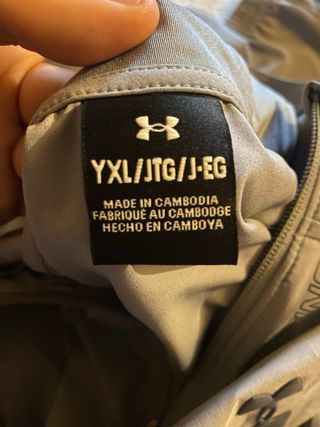 YXL/JTG/J-EG
MADE IN CAMBODIA
FABRIQUÉ AU CAMBODGE
HECHO EN CAMBOYA